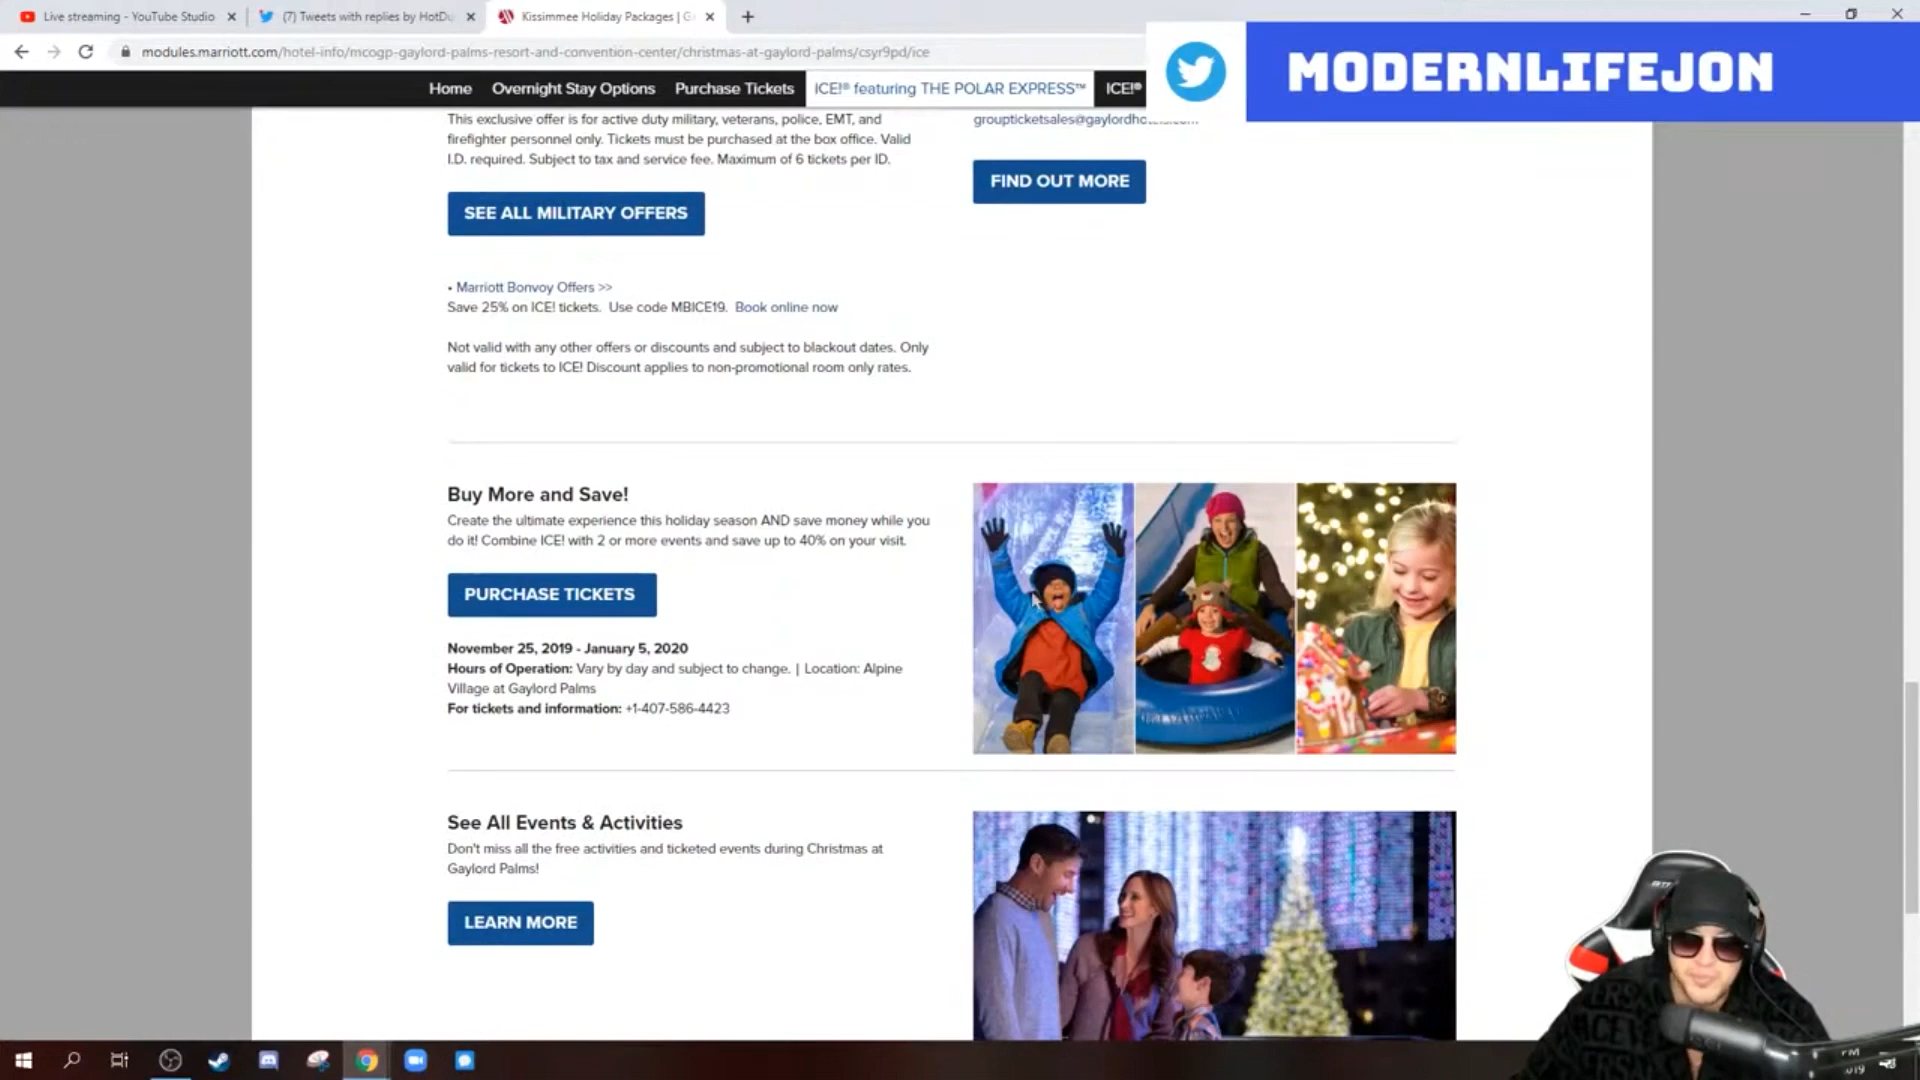 Live streaming - YouTube Studio
(7) Tweets with replies by HotDu
Kissimmee Holiday Packages | G
modules.marriott.com/hotel-info/mcogp-gaylord-palms-resort-and-convention-center/christmas-at-gaylord-palms/csyr9pd/ice
MODERNLIFEJON
Home
Overnight Stay Options
Purchase Tickets
ICE!® featuring THE POLAR EXPRESS™
ICE!®
This exclusive offer is for active duty military, veterans, police, EMT, and
firefighter personnel only. Tickets must be purchased at the box office. Valid
I.D. required. Subject to tax and service fee. Maximum of 6 tickets per ID.
SEE ALL MILITARY OFFERS
groupticketsales@gaylordhotels.com
FIND OUT MORE
• Marriott Bonvoy Offers >>
Save 25% on ICE! tickets. Use code MBICE19. Book online now
Not valid with any other offers or discounts and subject to blackout dates. Only
valid for tickets to ICE! Discount applies to non-promotional room only rates.
Buy More and Save!
Create the ultimate experience this holiday season AND save money while you
do it! Combine ICE! with 2 or more events and save up to 40% on your visit.
PURCHASE TICKETS
November 25, 2019 - January 5, 2020
Hours of Operation: Vary by day and subject to change. | Location: Alpine
Village at Gaylord Palms
For tickets and information: +1-407-586-4423
See All Events & Activities
Don't miss all the free activities and ticketed events during Christmas at
Gaylord Palms!
LEARN MORE
PM